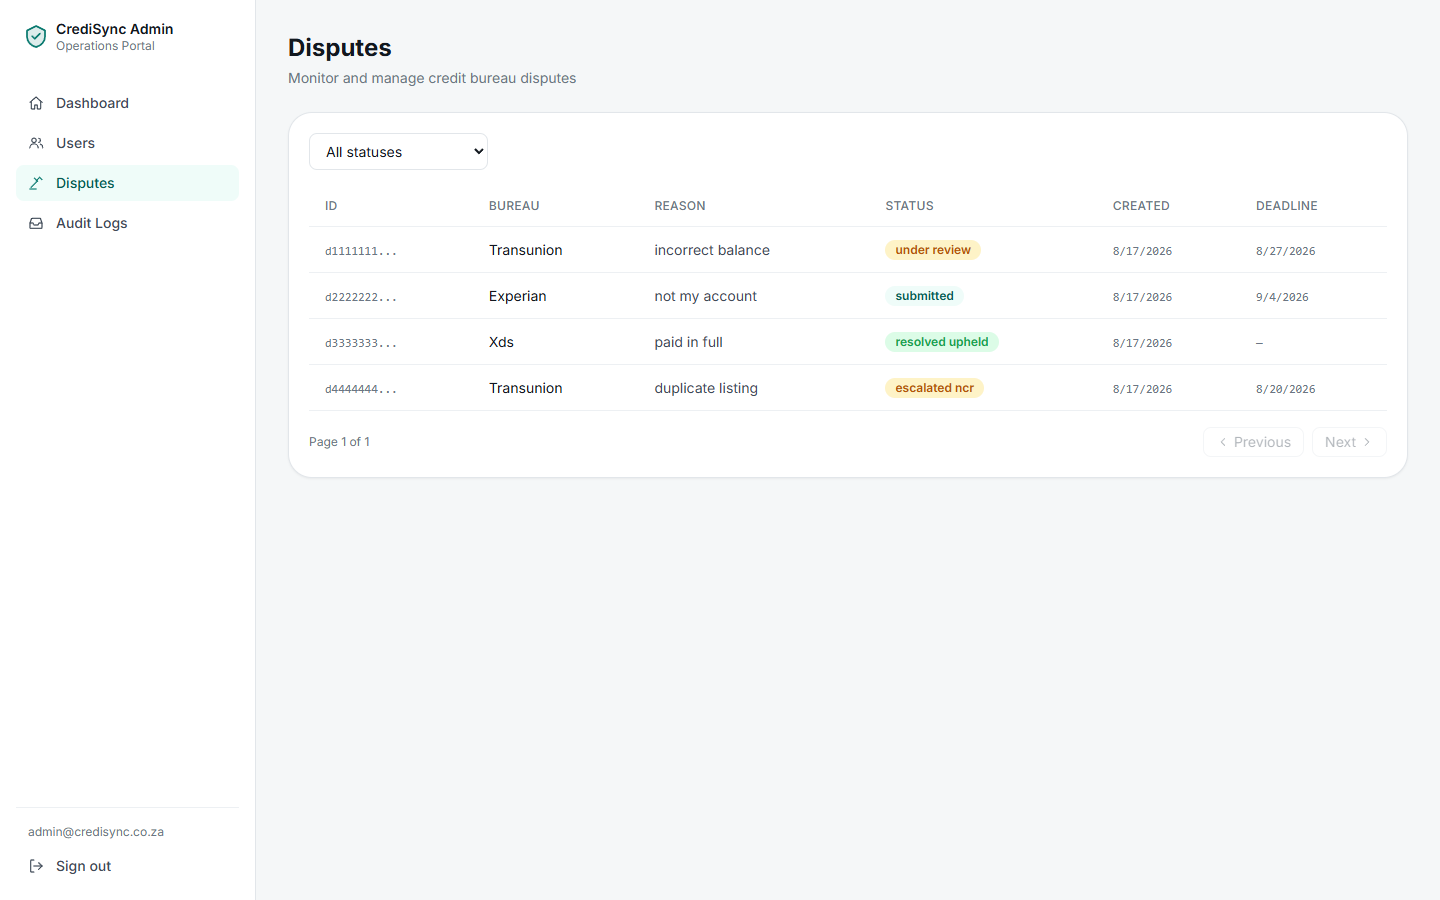 CrediSync Admin
Operations Portal
Dashboard
Users
Disputes
Audit Logs
admin@credisync.co.za
Sign out
Disputes
Monitor and manage credit bureau disputes
All statuses
ID BUREAU REASON STATUS CREATED DEADLINE
d1111111... Transunion incorrect balance under review 8/17/2026 8/27/2026
d2222222... Experian not my account submitted 8/17/2026 9/4/2026
d3333333... Xds paid in full resolved upheld 8/17/2026 —
d4444444... Transunion duplicate listing escalated ncr 8/17/2026 8/20/2026
Page 1 of 1 Previous Next